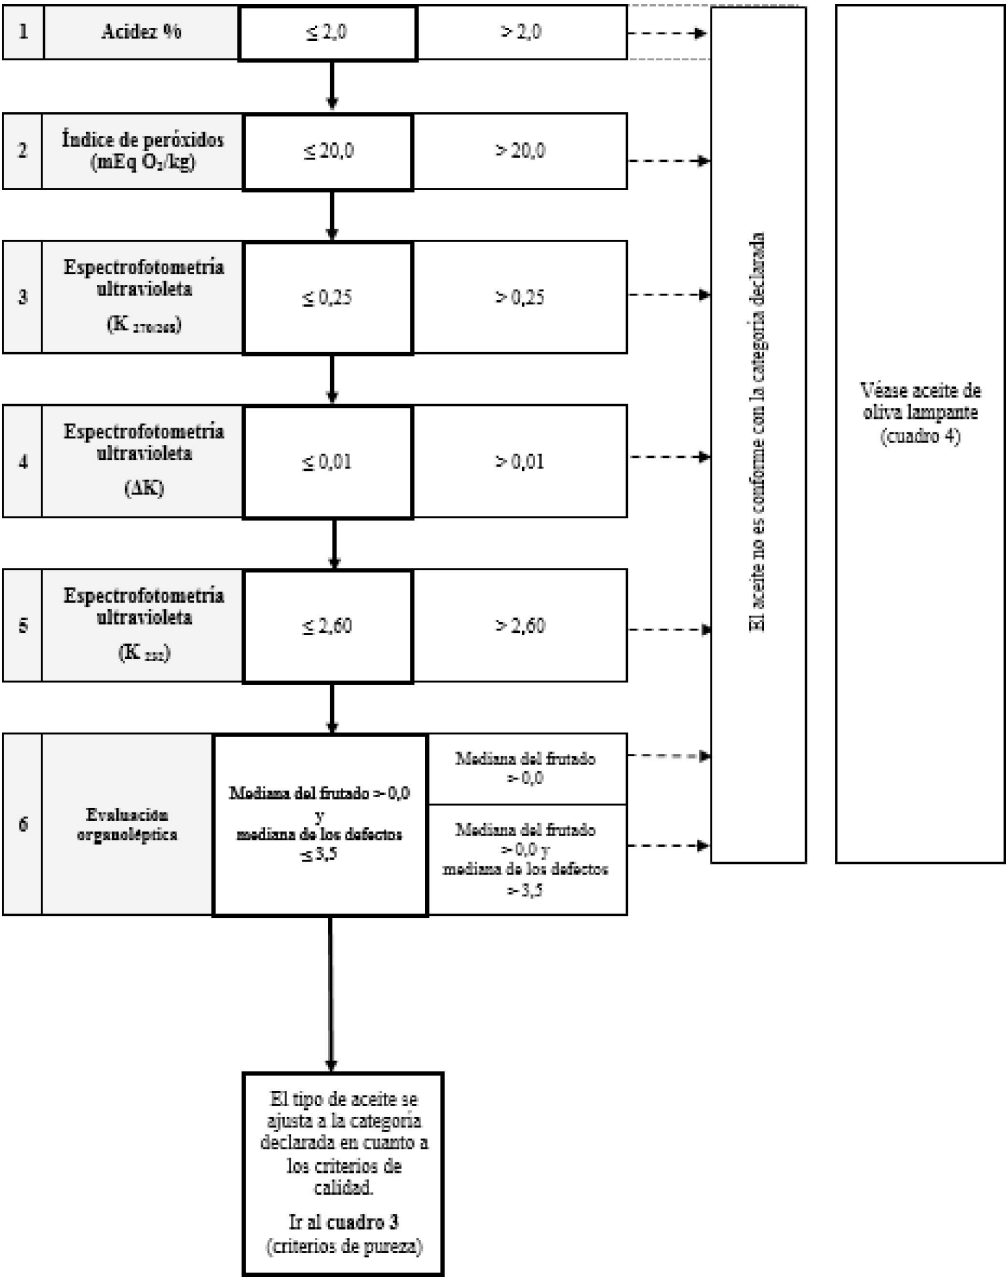 1
Acidez %
≤ 2,0
> 2,0
2
Índice de peróxidos
(mEq O₂/kg)
≤ 20,0
> 20,0
3
Espectrofotometría
ultravioleta
(K 270/268)
≤ 0,25
> 0,25
4
Espectrofotometría
ultravioleta
(ΔK)
≤ 0,01
> 0,01
5
Espectrofotometría
ultravioleta
(K 232)
≤ 2,60
> 2,60
6
Evaluación
organoléptica
Mediana del frutado > 0,0
y
mediana de los defectos
≤ 3,5
Mediana del frutado
> 0,0
Mediana del frutado
> 0,0 y
mediana de los defectos
> 3,5
El aceite no es conforme con la categoría declarada
Véase aceite de
oliva lampante
(cuadro 4)
El tipo de aceite se
ajusta a la categoría
declarada en cuanto a
los criterios de
calidad.
Ir al cuadro 3
(criterios de pureza)